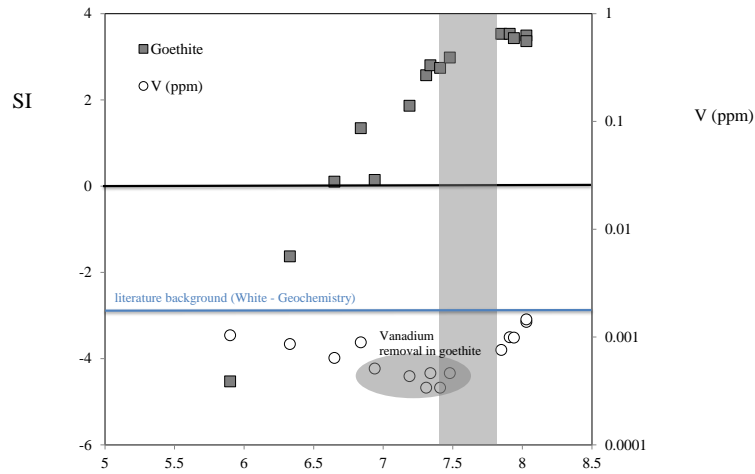 4
2
0
-2
-4
-6
SI
Goethite
V (ppm)
literature background (White - Geochemistry)
Vanadium
removal in goethite
1
0.1
0.01
0.001
0.0001
V (ppm)
5
5.5
6
6.5
7
7.5
8
8.5